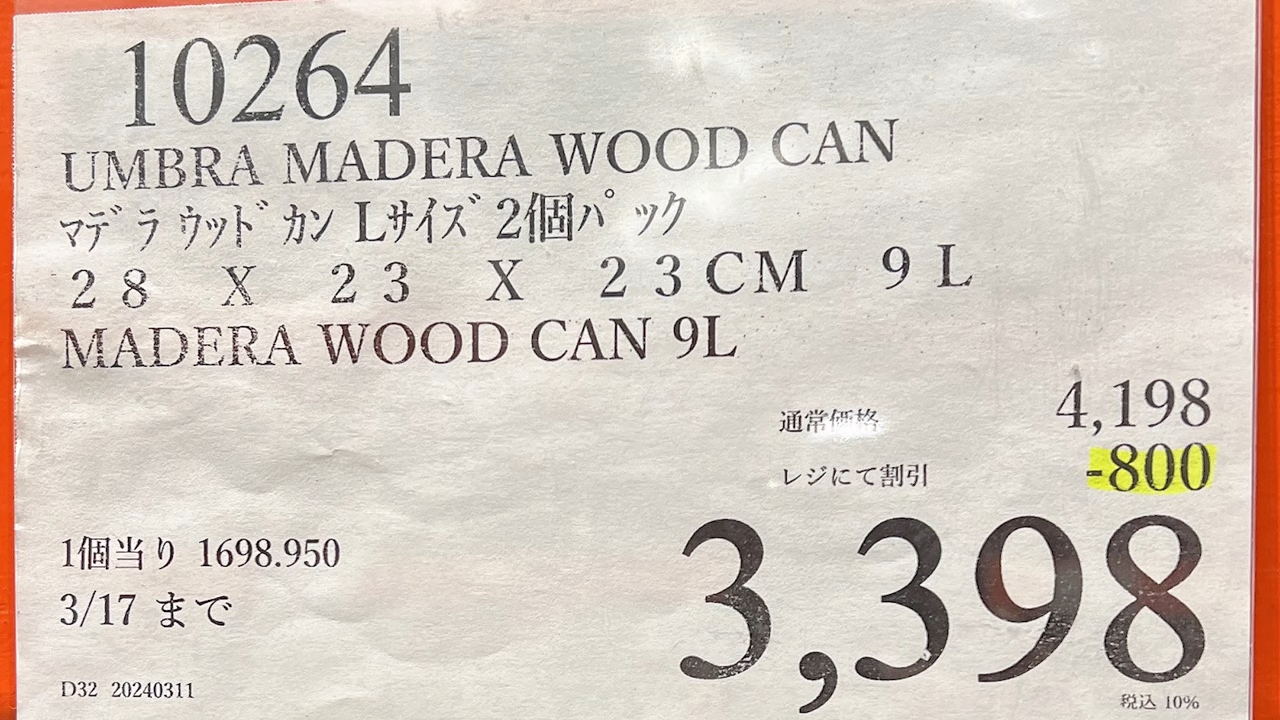 10264
UMBRA MADERA WOOD CAN
ﾏﾃﾞﾗ ｳｯﾄﾞ ｶﾝ Lｻｲｽﾞ 2個ﾊﾟｯｸ
２８　Ｘ　２３　Ｘ　２３ＣＭ　９Ｌ
MADERA WOOD CAN 9L
通常価格 4,198
レジにて割引 -800
3,398
1個当り 1698.950
3/17 まで
D32 20240311
税込 10%